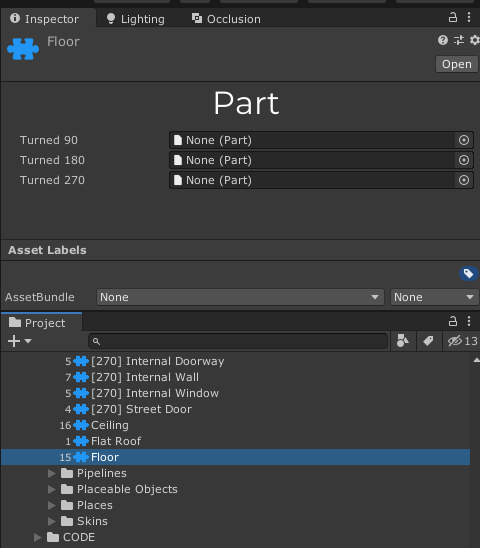 Inspector Lighting Occlusion
Floor
Open
Part
Turned 90 None (Part)
Turned 180 None (Part)
Turned 270 None (Part)
Asset Labels
AssetBundle None None
Project
13
5 [270] Internal Doorway
7 [270] Internal Wall
5 [270] Internal Window
4 [270] Street Door
16 Ceiling
1 Flat Roof
15 Floor
Pipelines
Placeable Objects
Places
Skins
CODE